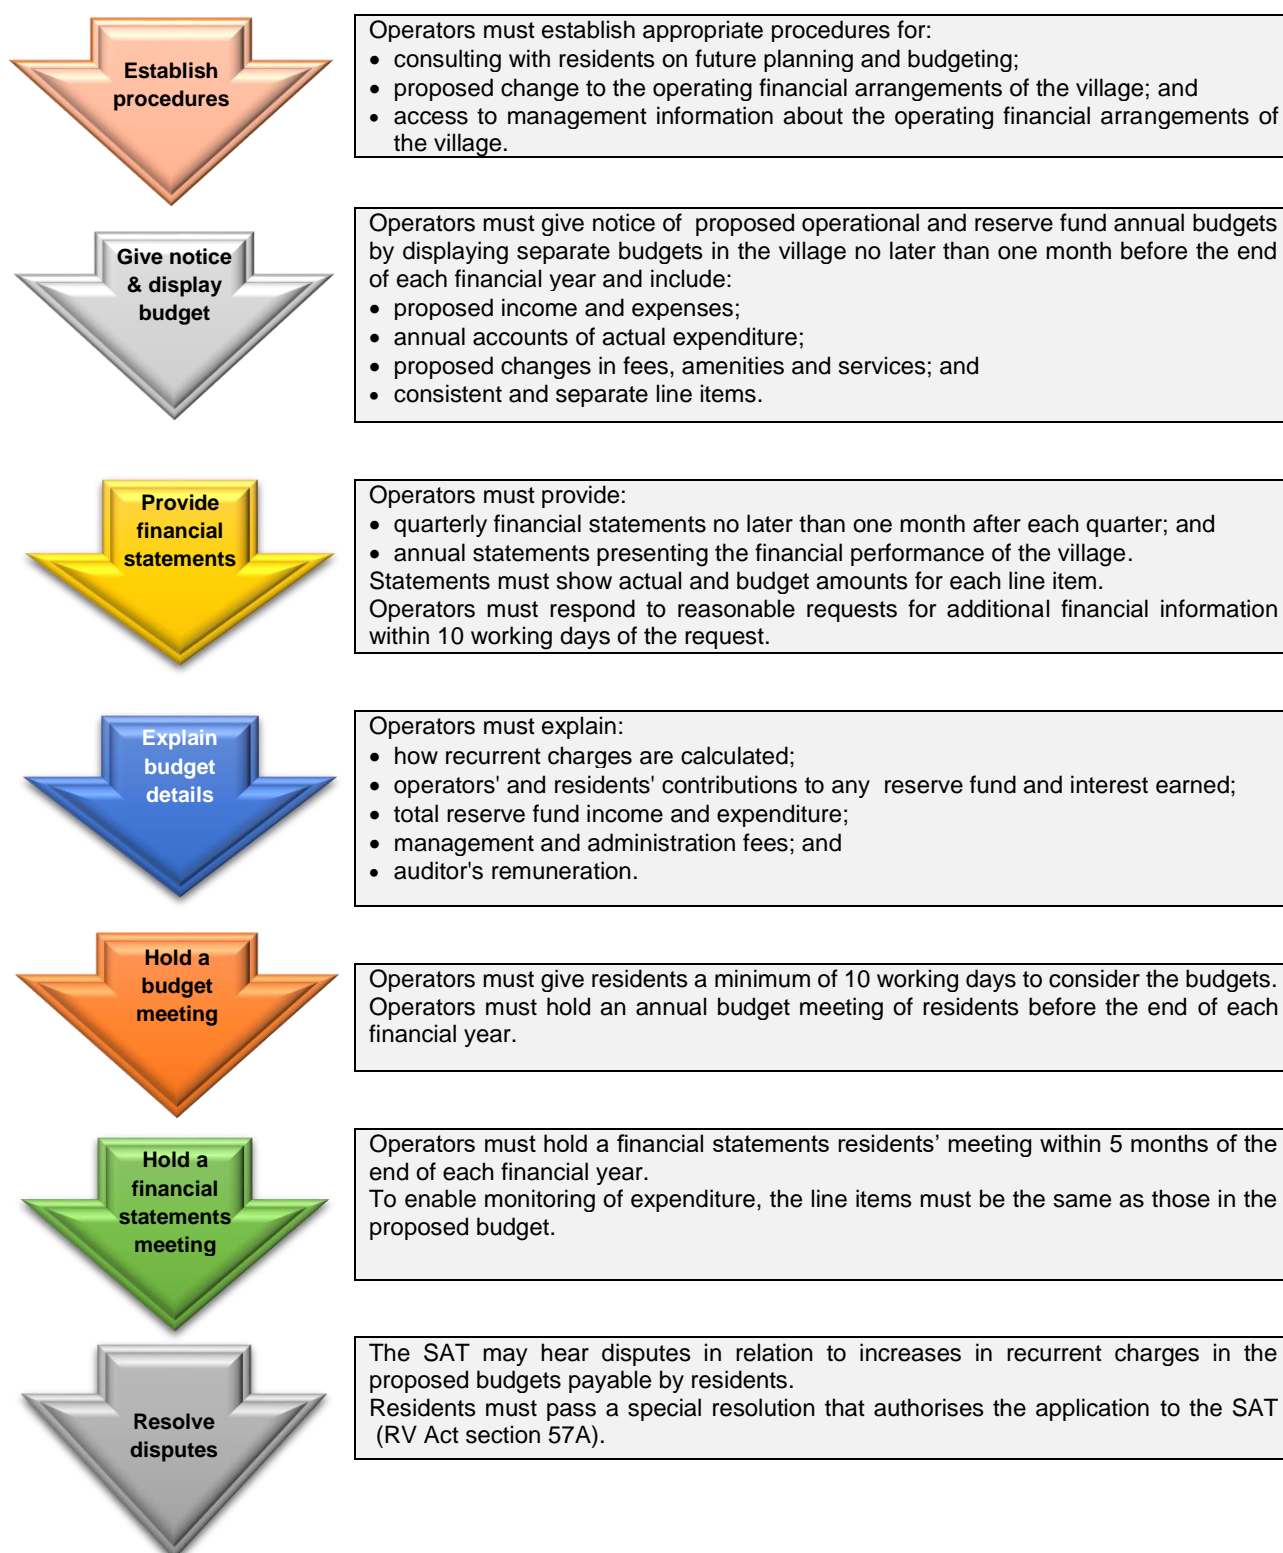 Establish
procedures
Operators must establish appropriate procedures for:
• consulting with residents on future planning and budgeting;
• proposed change to the operating financial arrangements of the village; and
• access to management information about the operating financial arrangements of
the village.
Give notice
& display
budget
Operators must give notice of proposed operational and reserve fund annual budgets
by displaying separate budgets in the village no later than one month before the end
of each financial year and include:
• proposed income and expenses;
• annual accounts of actual expenditure;
• proposed changes in fees, amenities and services; and
• consistent and separate line items.
Provide
financial
statements
Operators must provide:
• quarterly financial statements no later than one month after each quarter; and
• annual statements presenting the financial performance of the village.
Statements must show actual and budget amounts for each line item.
Operators must respond to reasonable requests for additional financial information
within 10 working days of the request.
Explain
budget
details
Operators must explain:
• how recurrent charges are calculated;
• operators' and residents' contributions to any reserve fund and interest earned;
• total reserve fund income and expenditure;
• management and administration fees; and
• auditor's remuneration.
Hold a
budget
meeting
Operators must give residents a minimum of 10 working days to consider the budgets.
Operators must hold an annual budget meeting of residents before the end of each
financial year.
Hold a
financial
statements
meeting
Operators must hold a financial statements residents’ meeting within 5 months of the
end of each financial year.
To enable monitoring of expenditure, the line items must be the same as those in the
proposed budget.
Resolve
disputes
The SAT may hear disputes in relation to increases in recurrent charges in the
proposed budgets payable by residents.
Residents must pass a special resolution that authorises the application to the SAT
(RV Act section 57A).